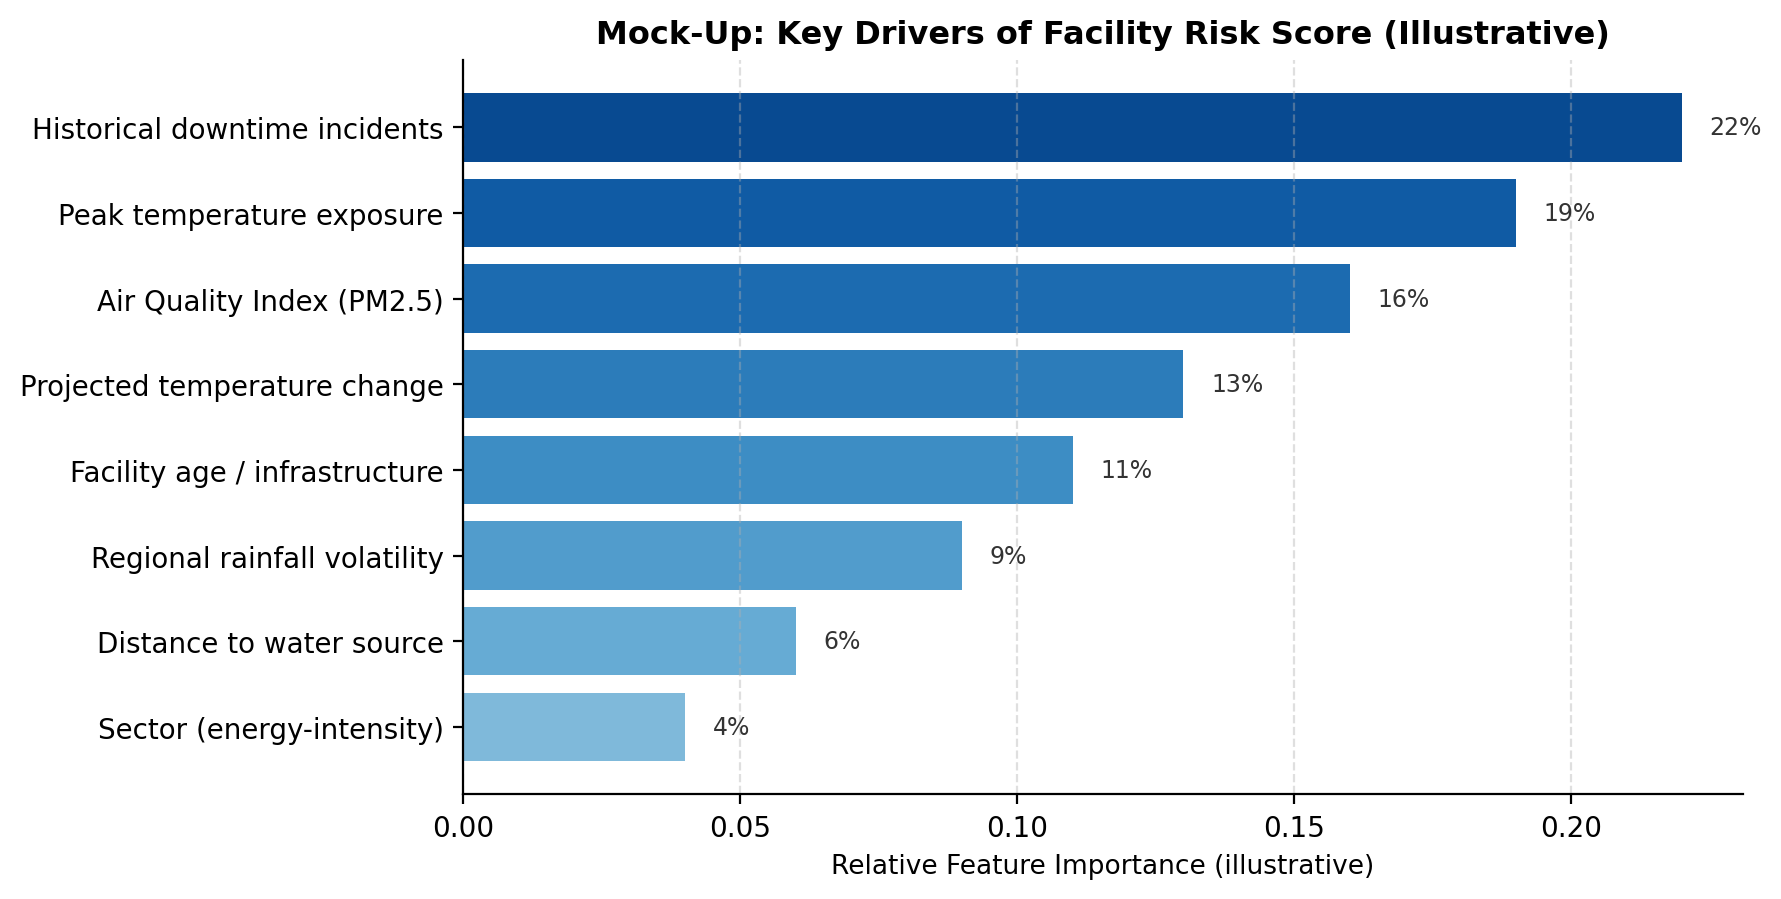 Mock-Up: Key Drivers of Facility Risk Score (Illustrative)
Historical downtime incidents
22%
Peak temperature exposure
19%
Air Quality Index (PM2.5)
16%
Projected temperature change
13%
Facility age / infrastructure
11%
Regional rainfall volatility
9%
Distance to water source
6%
Sector (energy-intensity)
4%
0.00 0.05 0.10 0.15 0.20
Relative Feature Importance (illustrative)